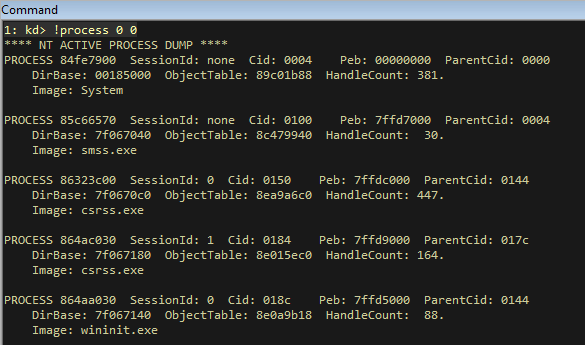 Command
1: kd> !process 0 0
**** NT ACTIVE PROCESS DUMP ****
PROCESS 84fe7900  SessionId: none  Cid: 0004    Peb: 00000000  ParentCid: 0000
    DirBase: 00185000  ObjectTable: 89c01b88  HandleCount: 381.
    Image: System
PROCESS 85c66570  SessionId: none  Cid: 0100    Peb: 7ffd7000  ParentCid: 0004
    DirBase: 7f067040  ObjectTable: 8c479940  HandleCount:  30.
    Image: smss.exe
PROCESS 86323c00  SessionId: 0  Cid: 0150    Peb: 7ffdc000  ParentCid: 0144
    DirBase: 7f0670c0  ObjectTable: 8ea9a6c0  HandleCount: 447.
    Image: csrss.exe
PROCESS 864ac030  SessionId: 1  Cid: 0184    Peb: 7ffd9000  ParentCid: 017c
    DirBase: 7f067180  ObjectTable: 8e015ec0  HandleCount: 164.
    Image: csrss.exe
PROCESS 864aa030  SessionId: 0  Cid: 018c    Peb: 7ffd5000  ParentCid: 0144
    DirBase: 7f067140  ObjectTable: 8e0a9b18  HandleCount:  88.
    Image: wininit.exe